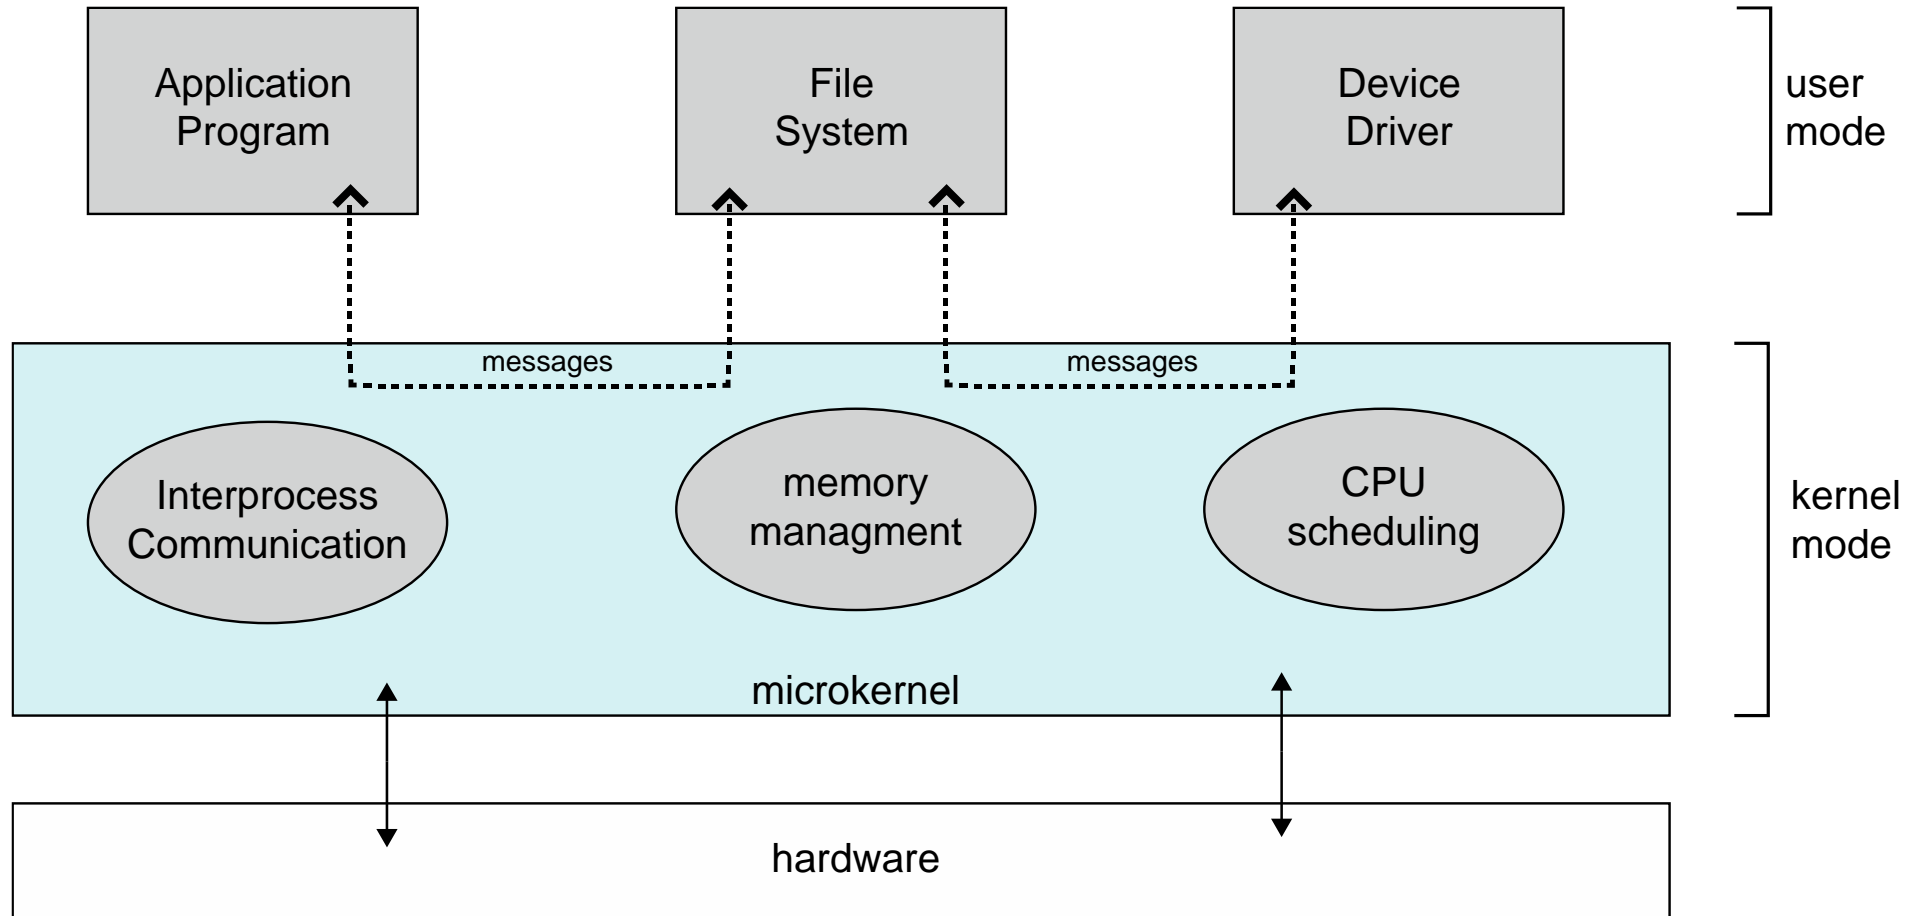 Application
Program
File
System
Device
Driver
user
mode
messages
messages
Interprocess
Communication
memory
managment
CPU
scheduling
kernel
mode
microkernel
hardware